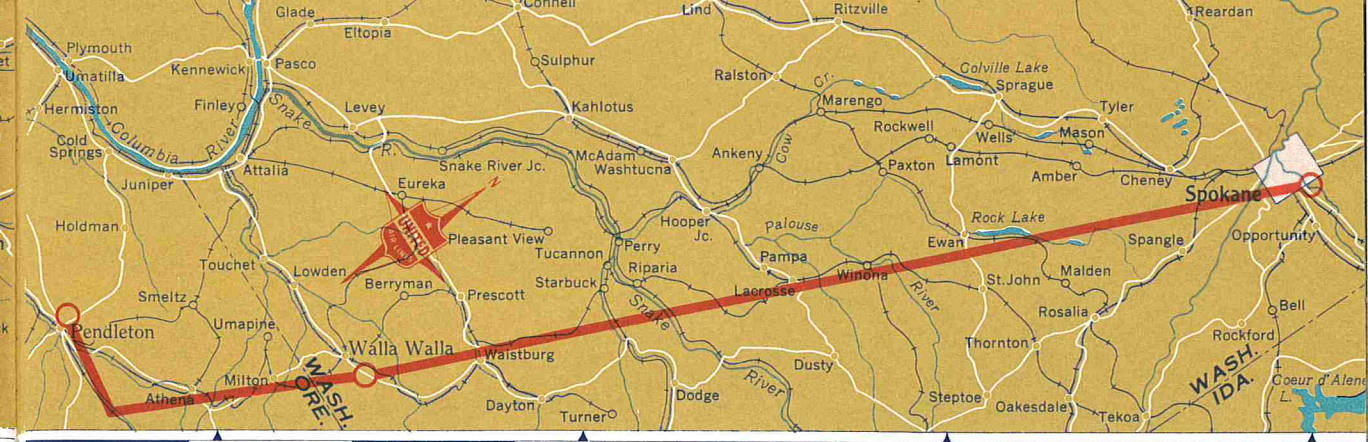 Glade
Eltopia
Connell
Lind
Ritzville
Reardan
Plymouth
Umatilla
Kennewick
Pasco
Sulphur
Ralston
Colville Lake
Sprague
Hermiston
Finley
Snake
Levey
Kahlotus
Cr.
Marengo
Tyler
Cold
Springs
Columbia
River
R.
Rockwell
Wells
Mason
Juniper
Attalia
Snake River Jc.
McAdam
Washtucna
Ankeny
Cow
Paxton
Lamont
Amber
Cheney
Spokane
Eureka
N
Holdman
UNITED
AIR LINES
Pleasant View
Hooper
Jc.
Palouse
Rock Lake
Ewan
Spangle
Opportunity
Touchet
Lowden
Perry
Tucannon
Riparia
Starbuck
Pampa
Lacrosse
Winona
River
St. John
Malden
Smeltz
Berryman
Prescott
Snake
Rosalia
Bell
Pendleton
Umapine
Walla Walla
Waistburg
Thornton
Rockford
Milton
WASH.
ORE.
Dusty
River
WASH.
IDA.
Coeur d'Alene
L.
Athena
Dayton
Turner
Dodge
Steptoe
Oakesdale
Tekoa